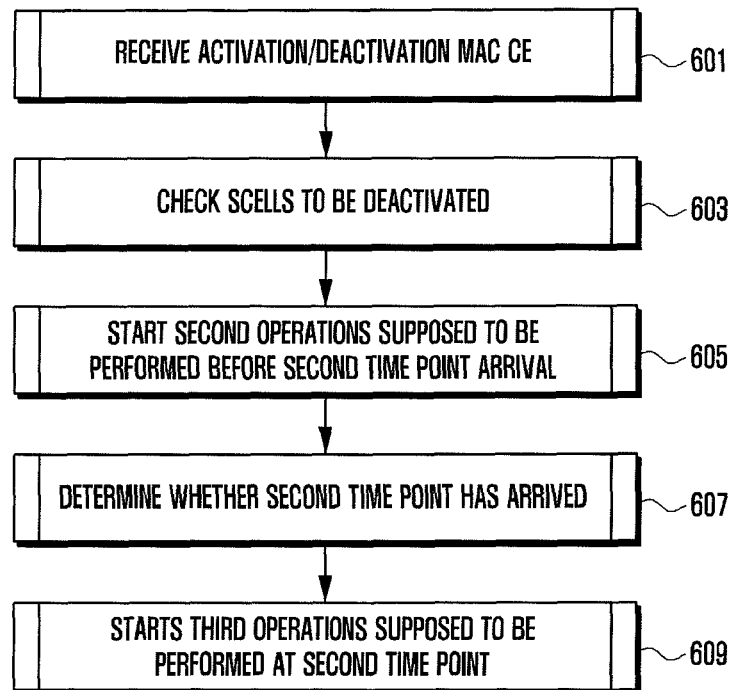 RECEIVE ACTIVATION/DEACTIVATION MAC CE
601
CHECK SCELLS TO BE DEACTIVATED
603
START SECOND OPERATIONS SUPPOSED TO BE
PERFORMED BEFORE SECOND TIME POINT ARRIVAL
605
DETERMINE WHETHER SECOND TIME POINT HAS ARRIVED
607
STARTS THIRD OPERATIONS SUPPOSED TO BE
PERFORMED AT SECOND TIME POINT
609